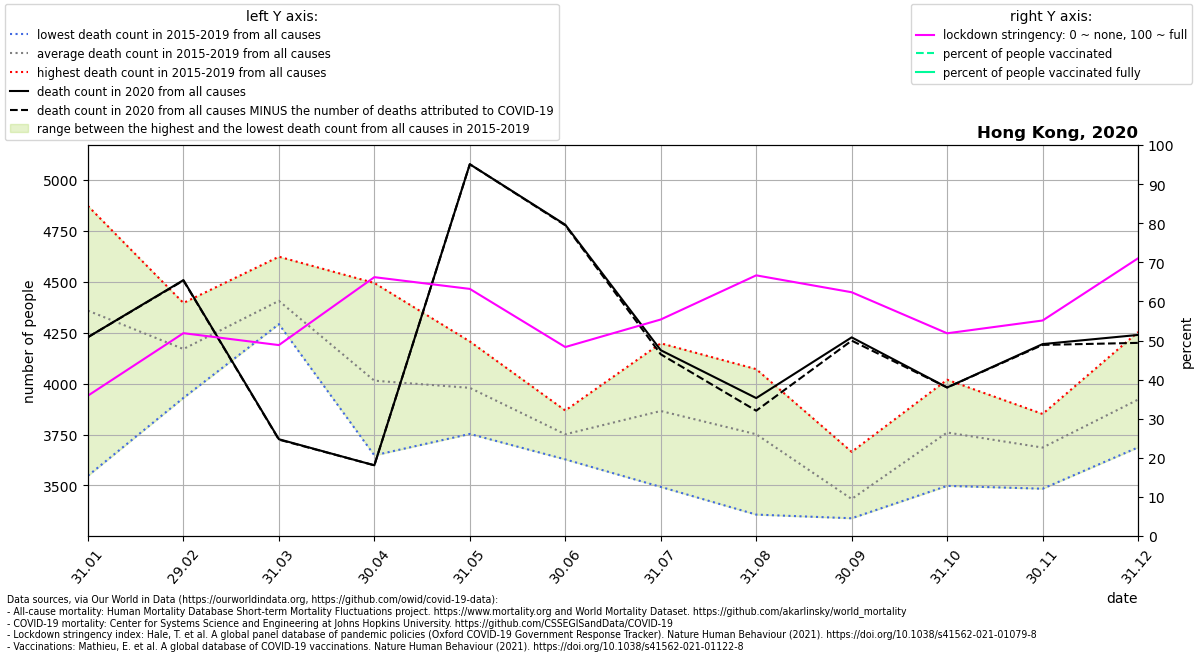 left Y axis:
lowest death count in 2015-2019 from all causes
average death count in 2015-2019 from all causes
highest death count in 2015-2019 from all causes
death count in 2020 from all causes
death count in 2020 from all causes MINUS the number of deaths attributed to COVID-19
range between the highest and the lowest death count from all causes in 2015-2019
right Y axis:
lockdown stringency: 0 ~ none, 100 ~ full
percent of people vaccinated
percent of people vaccinated fully
Hong Kong, 2020
number of people
5000
4750
4500
4250
4000
3750
3500
100
90
80
70
60
50
40
30
20
10
0
percent
31.01
29.02
31.03
30.04
31.05
30.06
31.07
31.08
30.09
31.10
30.11
31.12
date
Data sources, via Our World in Data (https://ourworldindata.org, https://github.com/owid/covid-19-data):
- All-cause mortality: Human Mortality Database Short-term Mortality Fluctuations project. https://www.mortality.org and World Mortality Dataset. https://github.com/akarlinsky/world_mortality
- COVID-19 mortality: Center for Systems Science and Engineering at Johns Hopkins University. https://github.com/CSSEGISandData/COVID-19
- Lockdown stringency index: Hale, T. et al. A global panel database of pandemic policies (Oxford COVID-19 Government Response Tracker). Nature Human Behaviour (2021). https://doi.org/10.1038/s41562-021-01079-8
- Vaccinations: Mathieu, E. et al. A global database of COVID-19 vaccinations. Nature Human Behaviour (2021). https://doi.org/10.1038/s41562-021-01122-8